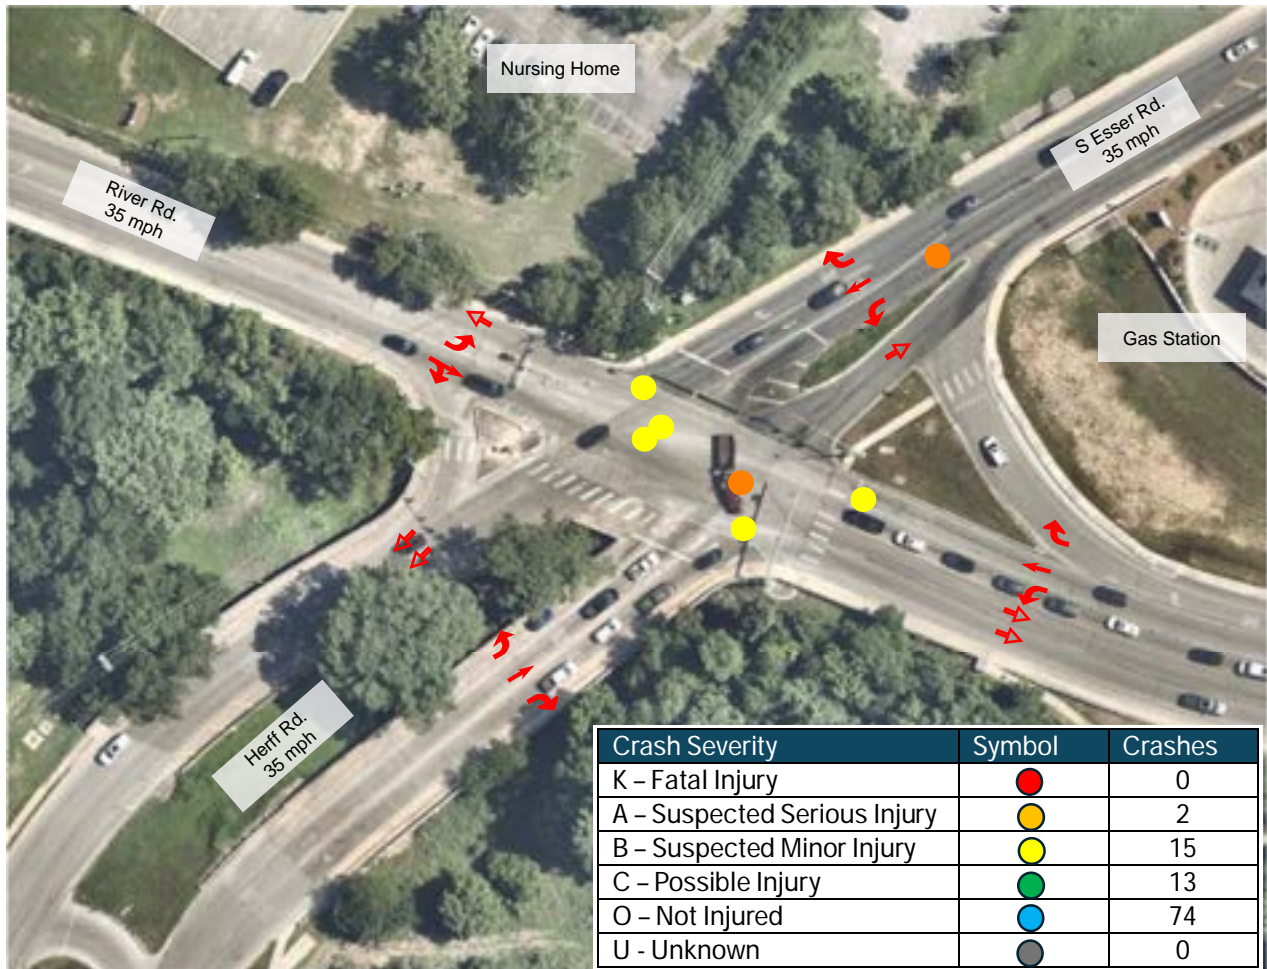 Nursing Home
S Esser Rd.
35 mph
River Rd.
35 mph
Gas Station
Herff Rd.
35 mph
Crash Severity Symbol Crashes
K – Fatal Injury 0
A – Suspected Serious Injury 2
B – Suspected Minor Injury 15
C – Possible Injury 13
O – Not Injured 74
U - Unknown 0